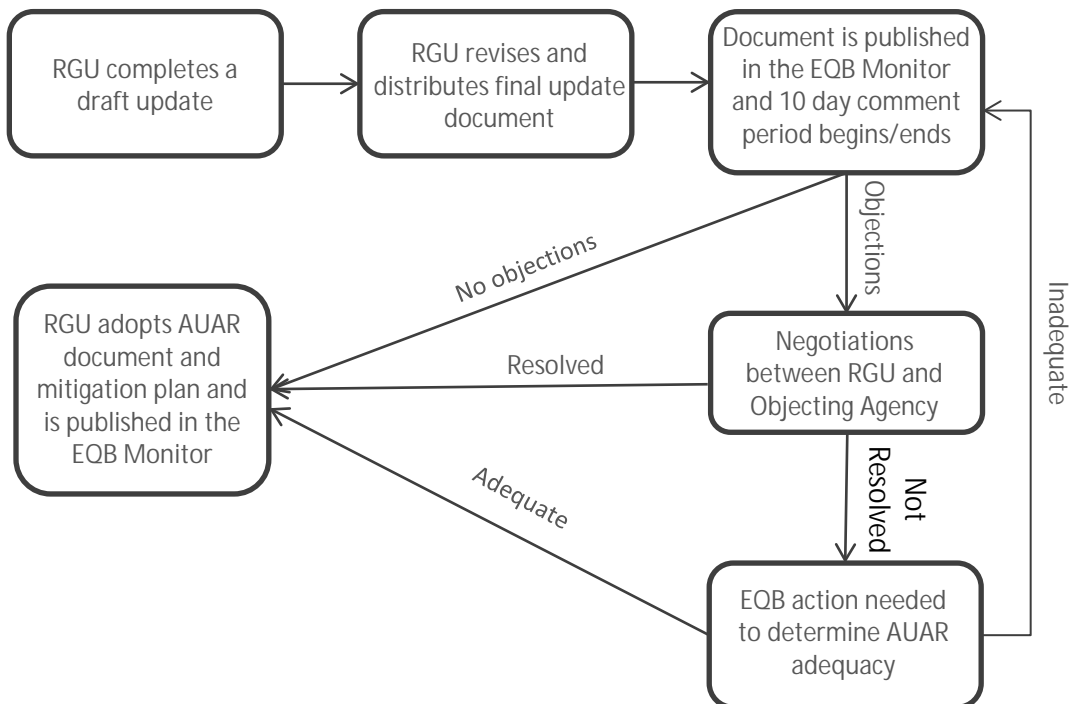 RGU completes a
draft update
RGU revises and
distributes final update
document
Document is published
in the EQB Monitor
and 10 day comment
period begins/ends
Objections
No objections
Inadequate
RGU adopts AUAR
document and
mitigation plan and
is published in the
EQB Monitor
Resolved
Negotiations
between RGU and
Objecting Agency
Not
Resolved
Adequate
EQB action needed
to determine AUAR
adequacy